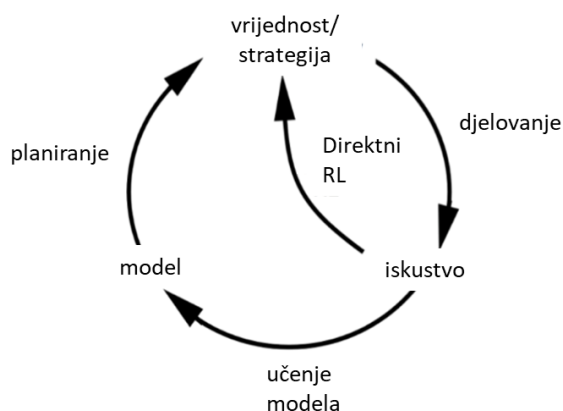 vrijednost/
strategija
djelovanje
planiranje
Direktni
RL
model
iskustvo
učenje
modela